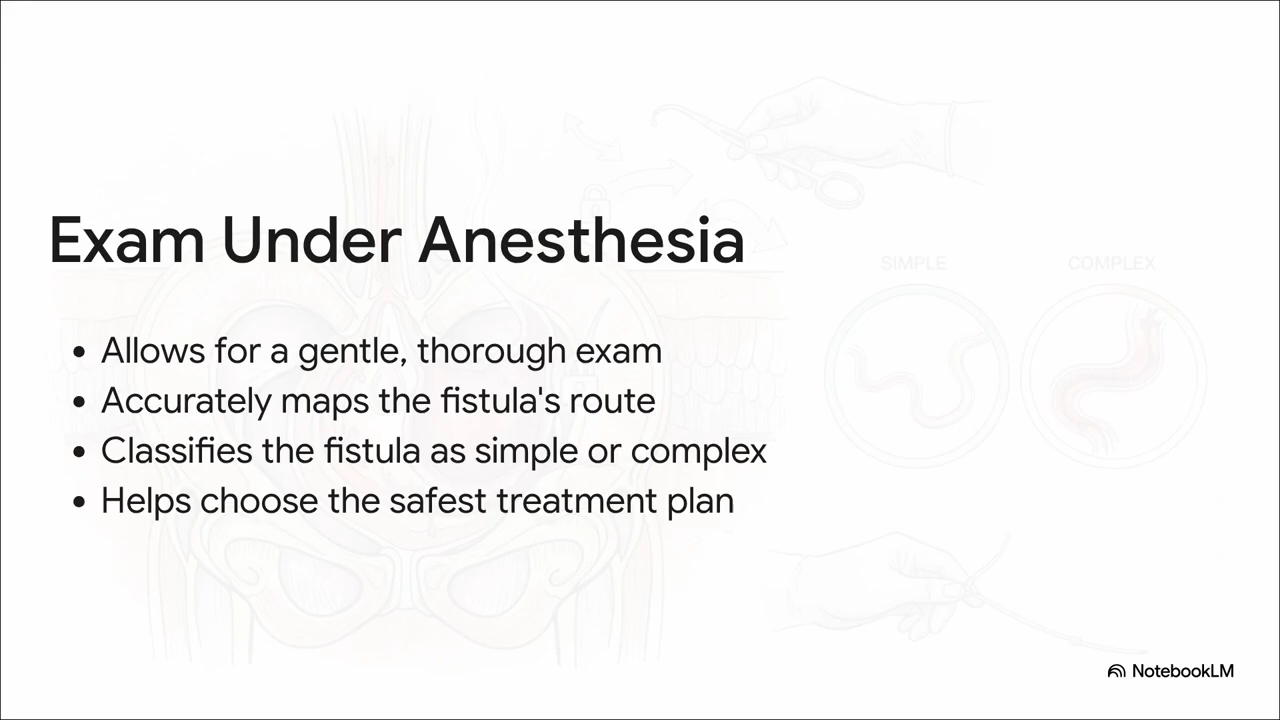 Exam Under Anesthesia
SIMPLE
COMPLEX
• Allows for a gentle, thorough exam
• Accurately maps the fistula's route
• Classifies the fistula as simple or complex
• Helps choose the safest treatment plan
NotebookLM